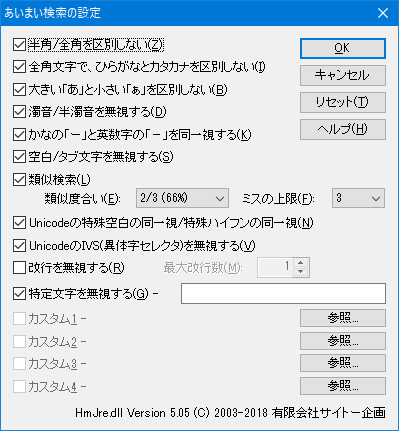 あいまい検索の設定
半角/全角を区別しない(Z) OK
全角文字で、ひらがなとカタカナを区別しない(I) キャンセル
大きい「あ」と小さい「ぁ」を区別しない(B) リセット(T)
濁音/半濁音を無視する(D)
かなの「ー」と英数字の「－」を同一視する(K) ヘルプ(H)
空白/タブ文字を無視する(S)
類似検索(L)
類似度合い(E): 2/3 (66%) ミスの上限(F): 3
Unicodeの特殊空白の同一視/特殊ハイフンの同一視(N)
UnicodeのIVS(異体字セレクタ)を無視する(V)
改行を無視する(R) 最大改行数(M): 1
特定文字を無視する(G) -
カスタム1 - 参照...
カスタム2 - 参照...
カスタム3 - 参照...
カスタム4 - 参照...
HmJre.dll Version 5.05 (C) 2003-2018 有限会社サイトー企画